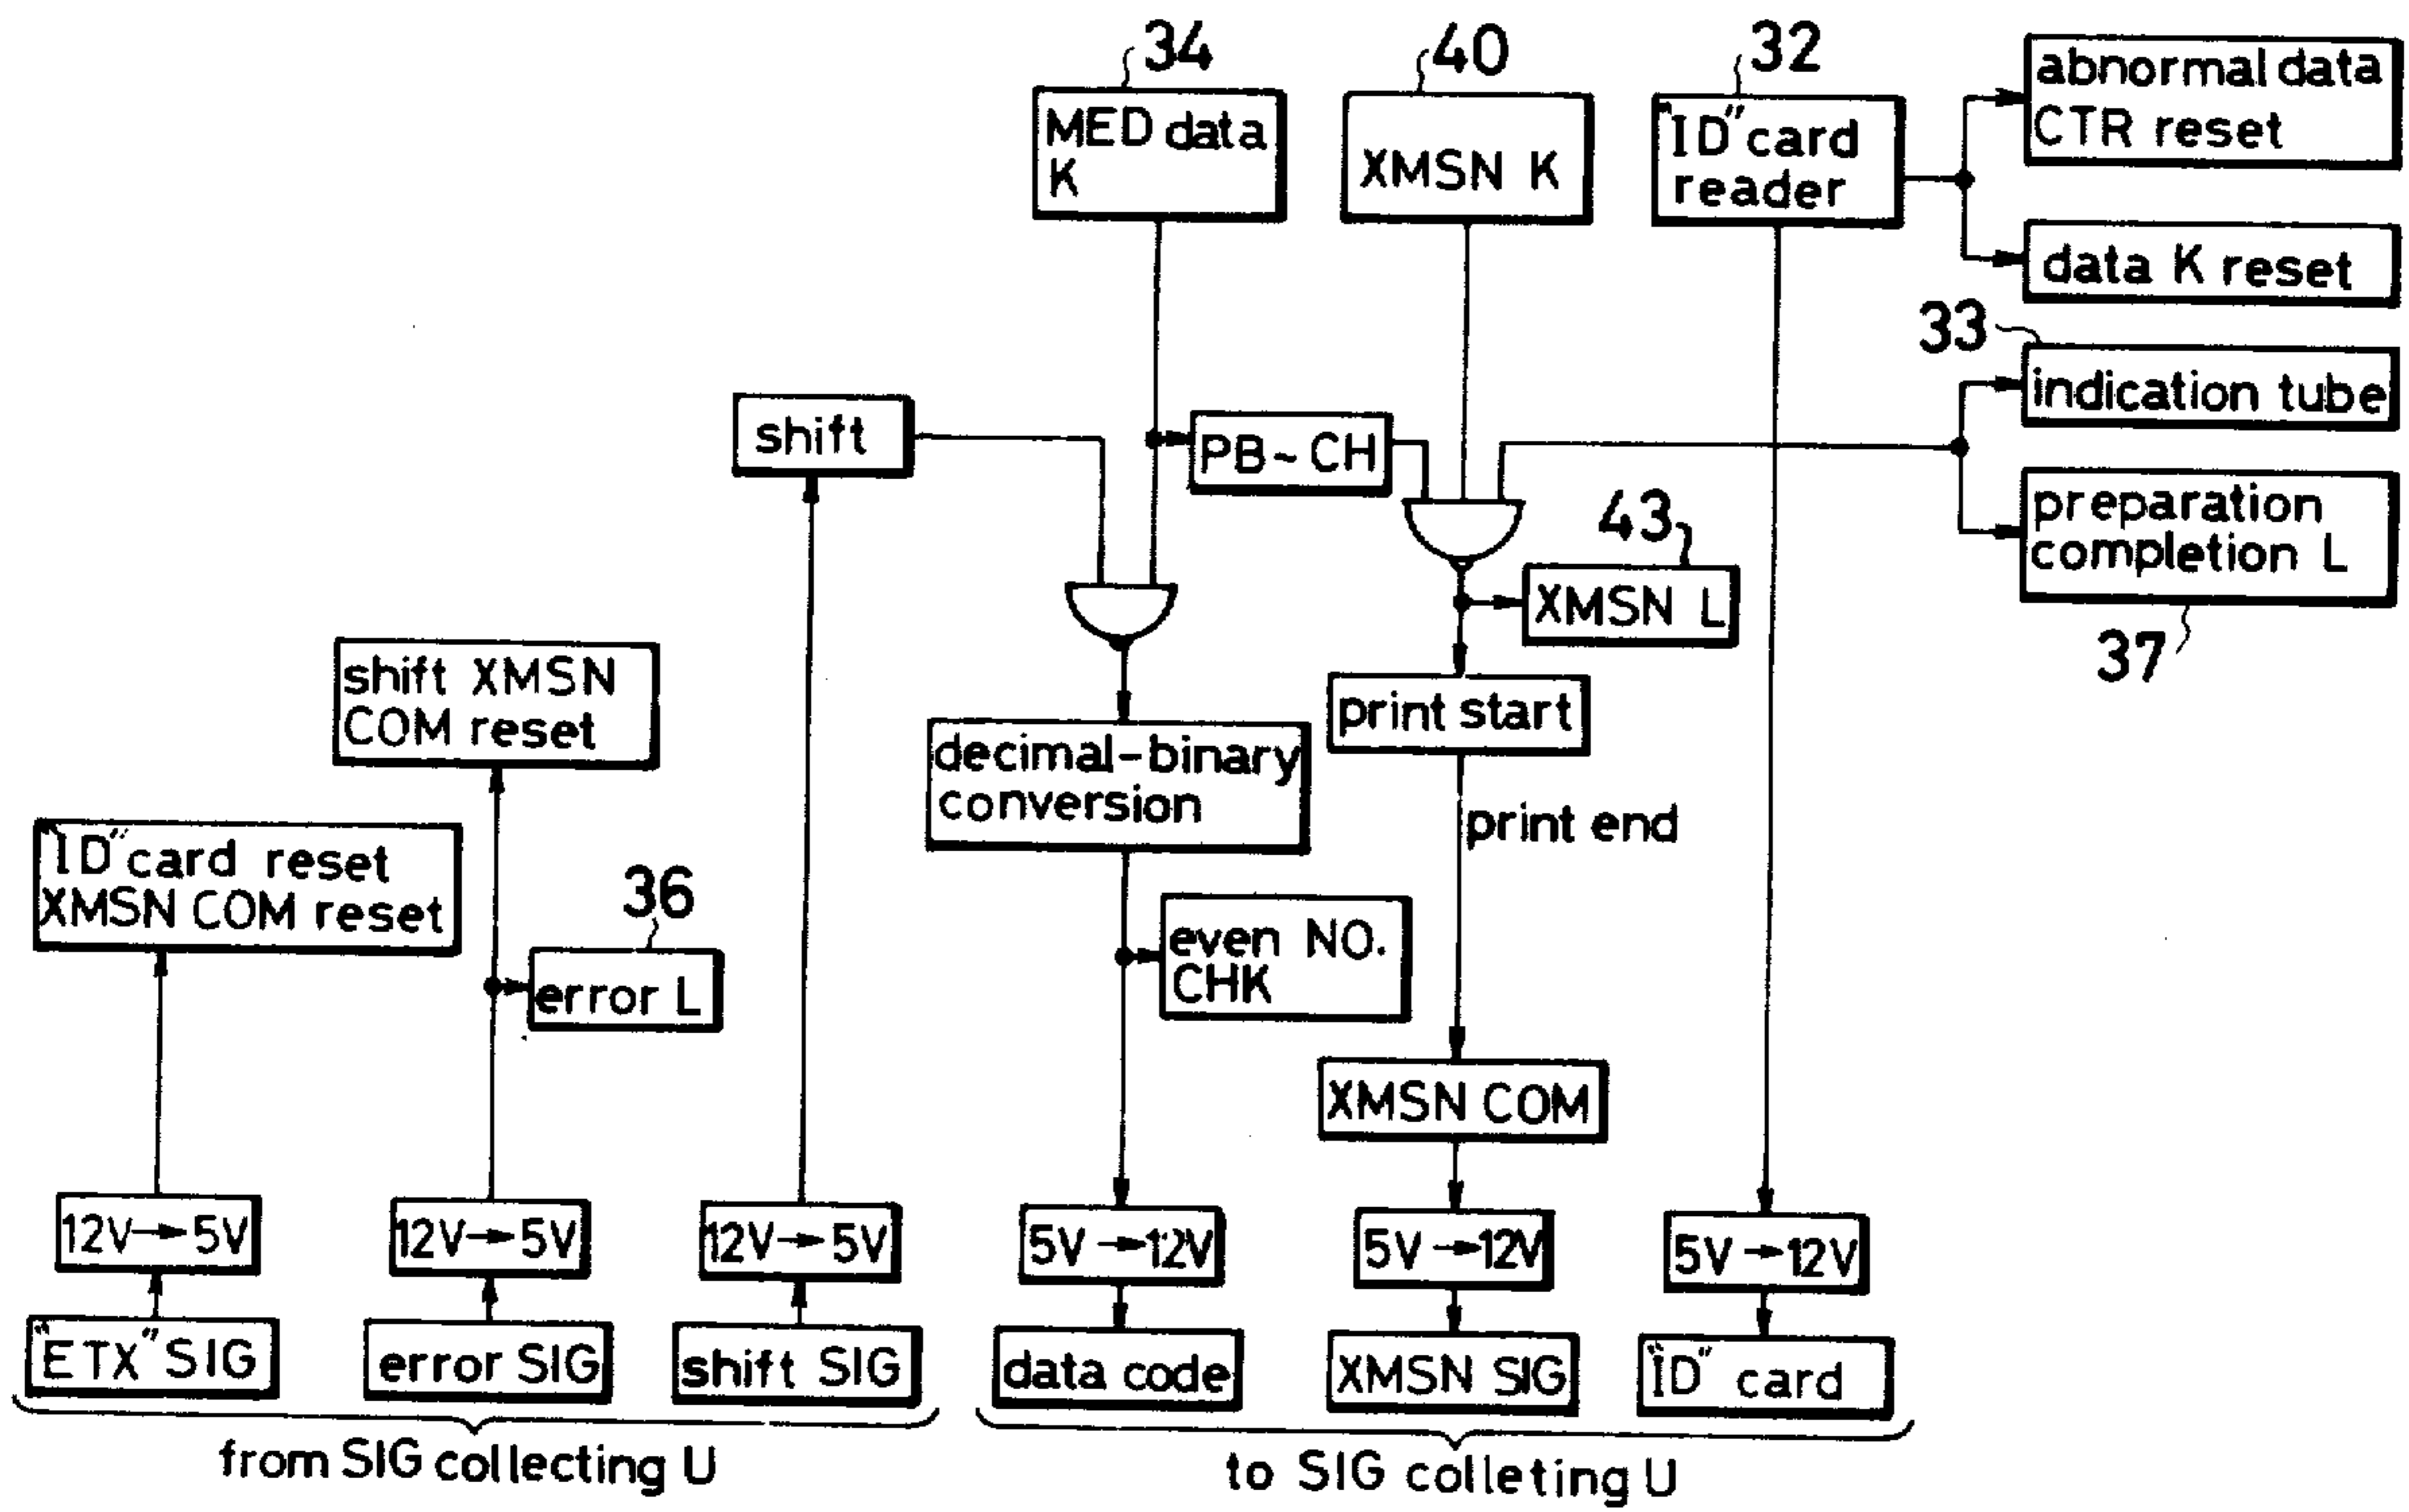 34
40
32
MED data
K
XMSN K
"ID" card
reader
abnormal data
CTR reset
data K reset
33
indication tube
shift
PB~CH
43
preparation
completion L
XMSN L
37
shift XMSN
COM reset
print start
decimal-binary
conversion
print end
"ID" card reset
XMSN COM reset
36
error L
even NO.
CHK
XMSN COM
12V→5V
12V→5V
12V→5V
5V→12V
5V→12V
5V→12V
"ETX" SIG
error SIG
shift SIG
data code
XMSN SIG
"ID" card
from SIG collecting U
to SIG colleting U